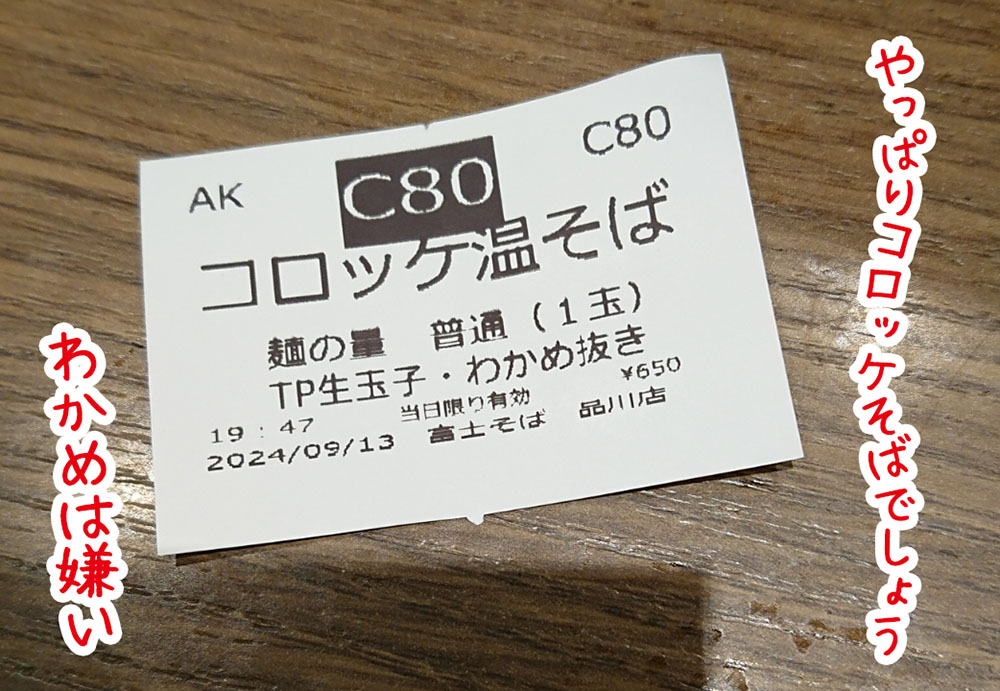 やっぱりコロッケそばでしょう
AK
C80
C80
コロッケ温そば
麺の量 普通(1玉)
TP生玉子・わかめ抜き
¥650
19:47
当日限り有効
2024/09/13
富士そば 品川店
わかめは嫌い